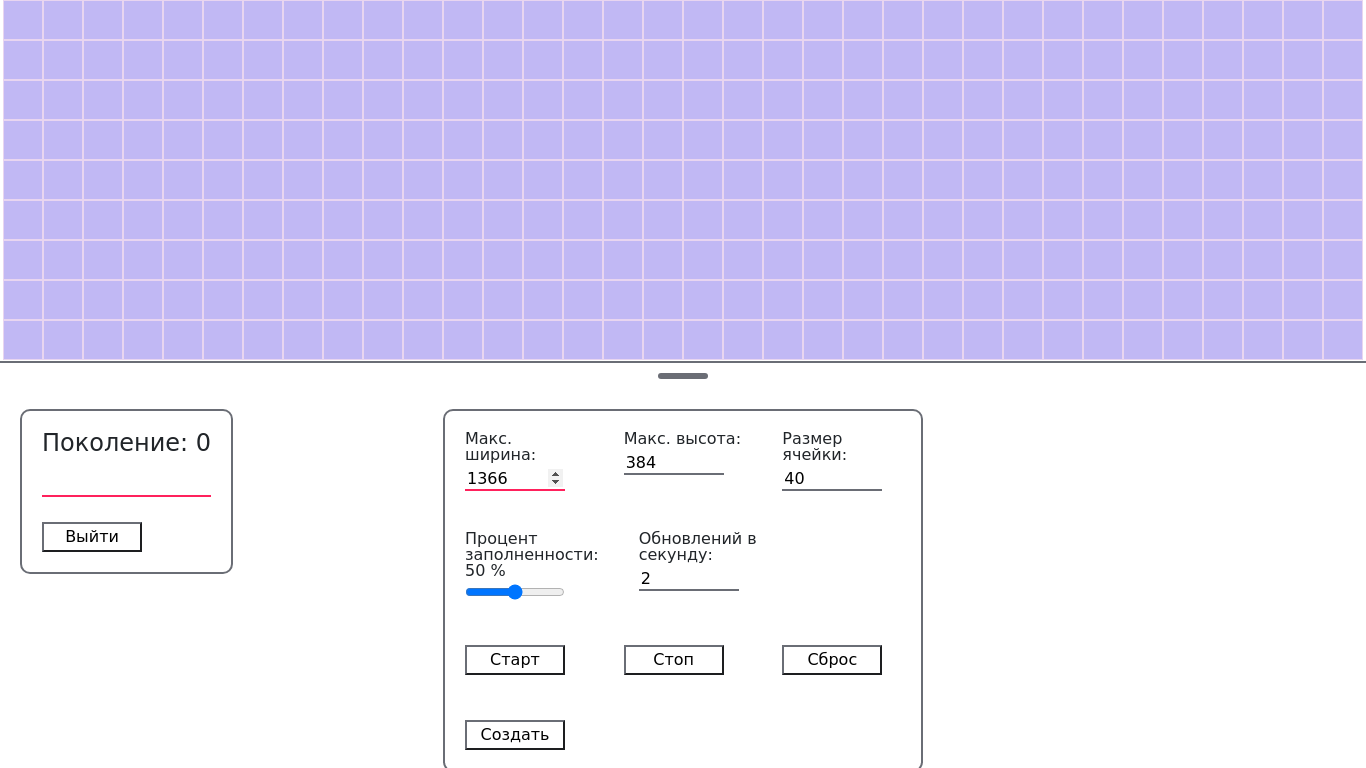 Поколение: 0
Выйти
Макс.
ширина:
1366
Макс. высота:
384
Размер
ячейки:
40
Процент
заполненности:
50 %
Обновлений в
секунду:
2
Старт
Стоп
Сброс
Создать